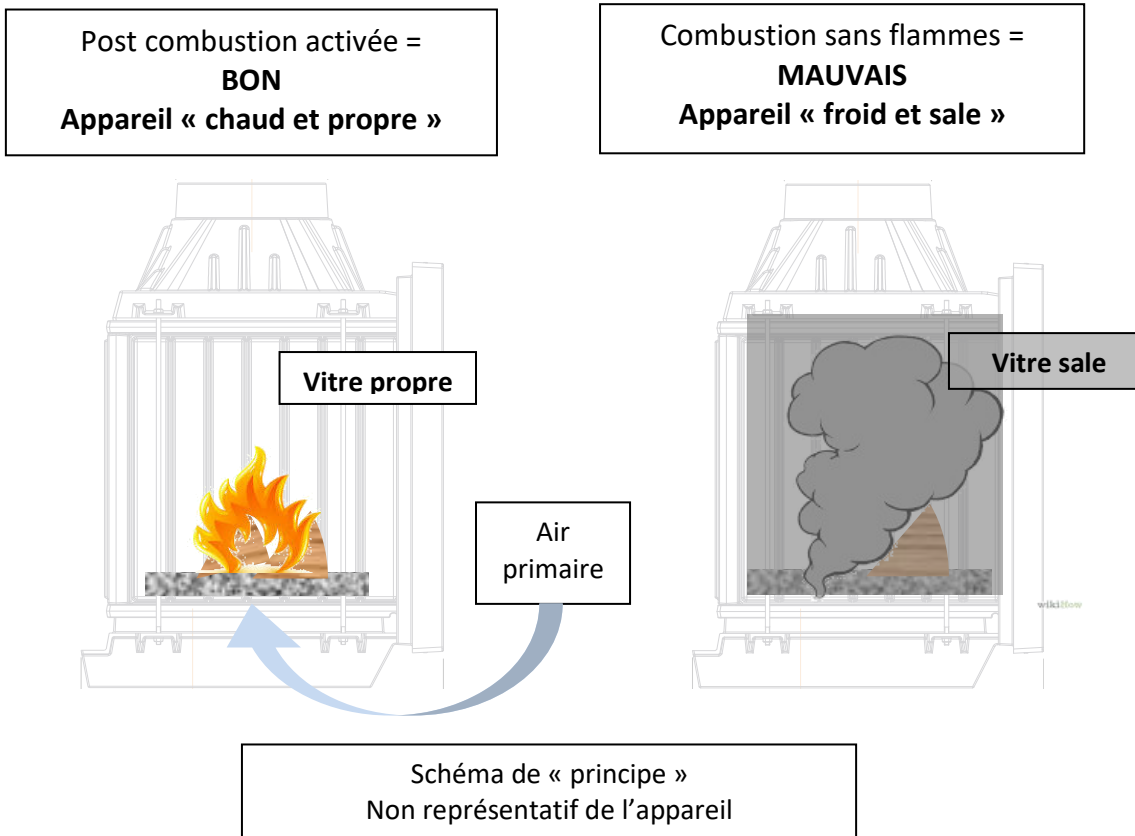 Post combustion activée =
BON
Appareil « chaud et propre »
Combustion sans flammes =
MAUVAIS
Appareil « froid et sale »
Vitre propre
Vitre sale
Air
primaire
wikiHow
Schéma de « principe »
Non représentatif de l’appareil